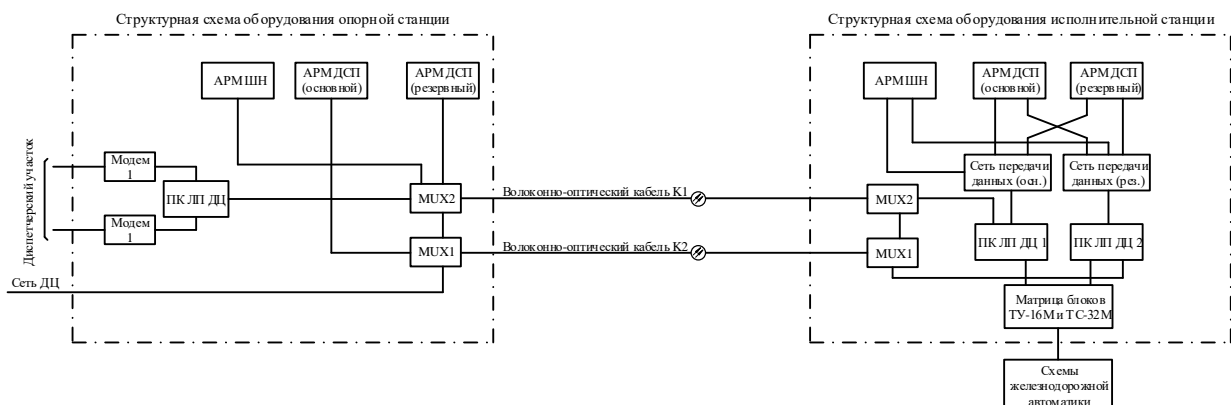 Структурная схема оборудования опорной станции
АРМ ШН
АРМ ДСП
(основной)
АРМ ДСП
(резервный)
Диспетчерский участок
Модем
1
ПК ЛП ДЦ
Модем
1
MUX2
MUX1
Сеть ДЦ
Волоконно-оптический кабель К1
Волоконно-оптический кабель К2
Структурная схема оборудования исполнительной станции
АРМ ШН
АРМ ДСП
(основной)
АРМ ДСП
(резервный)
Сеть передачи
данных (осн.)
Сеть передачи
данных (рез.)
MUX2
MUX1
ПК ЛП ДЦ 1
ПК ЛП ДЦ 2
Матрица блоков
ТУ-16М и ТС-32М
Схемы
железнодорожной
автоматики